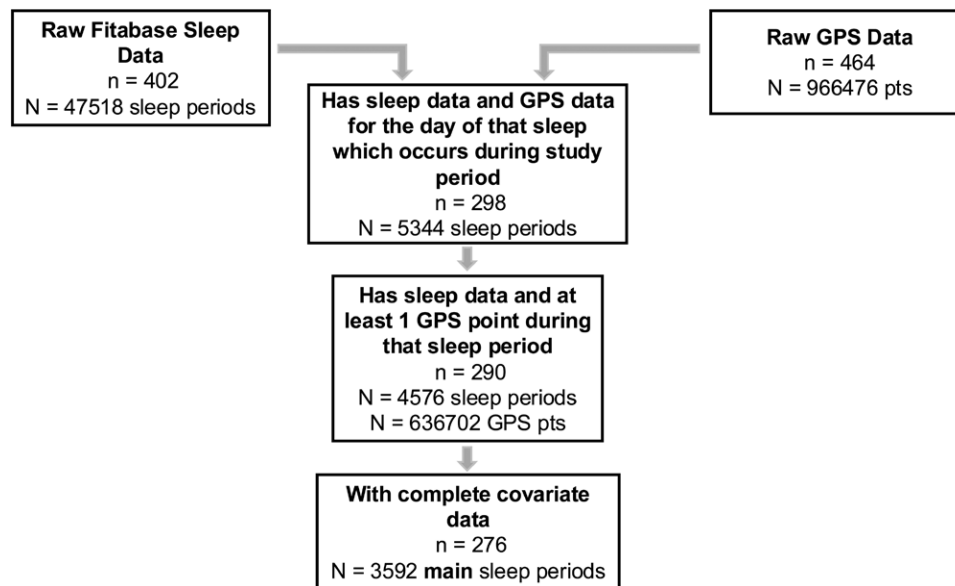 Raw Fitabase Sleep
Data
n = 402
N = 47518 sleep periods
Raw GPS Data
n = 464
N = 966476 pts
Has sleep data and GPS data
for the day of that sleep
which occurs during study
period
n = 298
N = 5344 sleep periods
Has sleep data and at
least 1 GPS point during
that sleep period
n = 290
N = 4576 sleep periods
N = 636702 GPS pts
With complete covariate
data
n = 276
N = 3592 main sleep periods